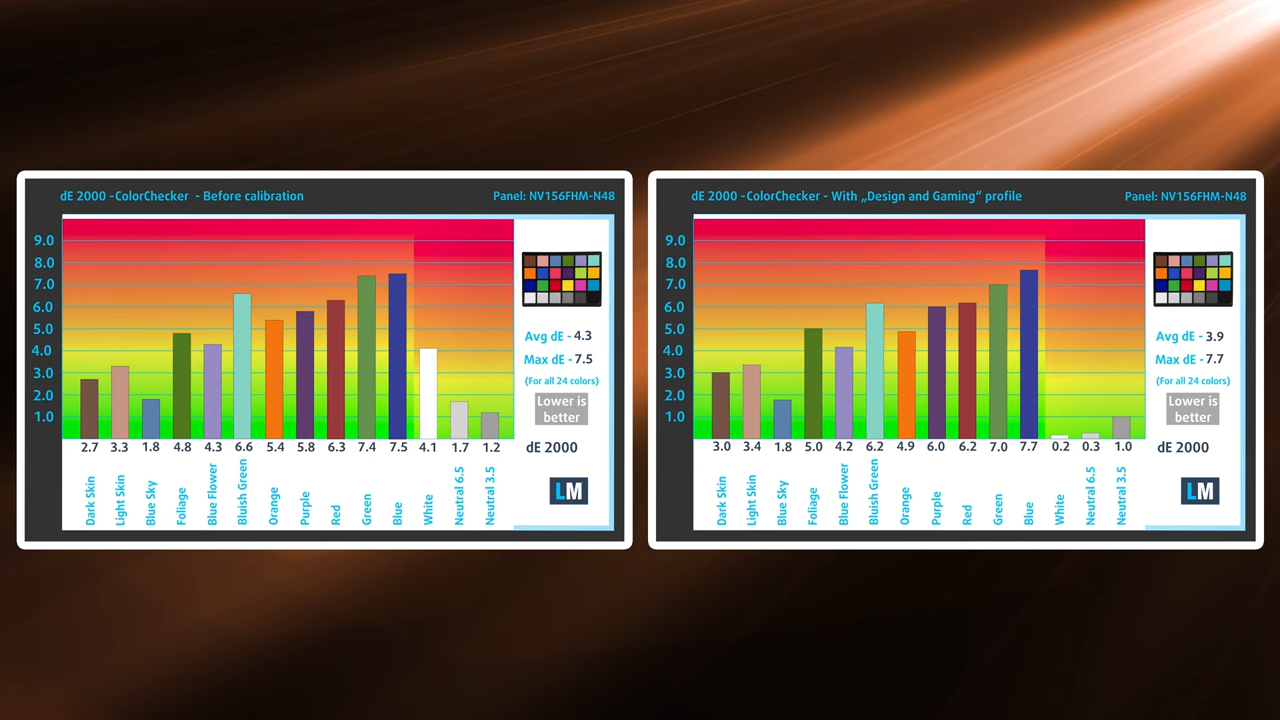 dE 2000 -ColorChecker - Before calibration
Panel: NV156FHM-N48
9.0
8.0
7.0
6.0
5.0
4.0
3.0
2.0
1.0
Avg dE - 4.3
Max dE - 7.5
(For all 24 colors)
Lower is
better
2.7 3.3 1.8 4.8 4.3 6.6 5.4 5.8 6.3 7.4 7.5 4.1 1.7 1.2 dE 2000
Dark Skin
Light Skin
Blue Sky
Foliage
Blue Flower
Bluish Green
Orange
Purple
Red
Green
Blue
White
Neutral 6.5
Neutral 3.5
LM
dE 2000 -ColorChecker - With „Design and Gaming“ profile
Panel: NV156FHM-N48
9.0
8.0
7.0
6.0
5.0
4.0
3.0
2.0
1.0
Avg dE - 3.9
Max dE - 7.7
(For all 24 colors)
Lower is
better
3.0 3.4 1.8 5.0 4.2 6.2 4.9 6.0 6.2 7.0 7.7 0.2 0.3 1.0 dE 2000
Dark Skin
Light Skin
Blue Sky
Foliage
Blue Flower
Bluish Green
Orange
Purple
Red
Green
Blue
White
Neutral 6.5
Neutral 3.5
LM